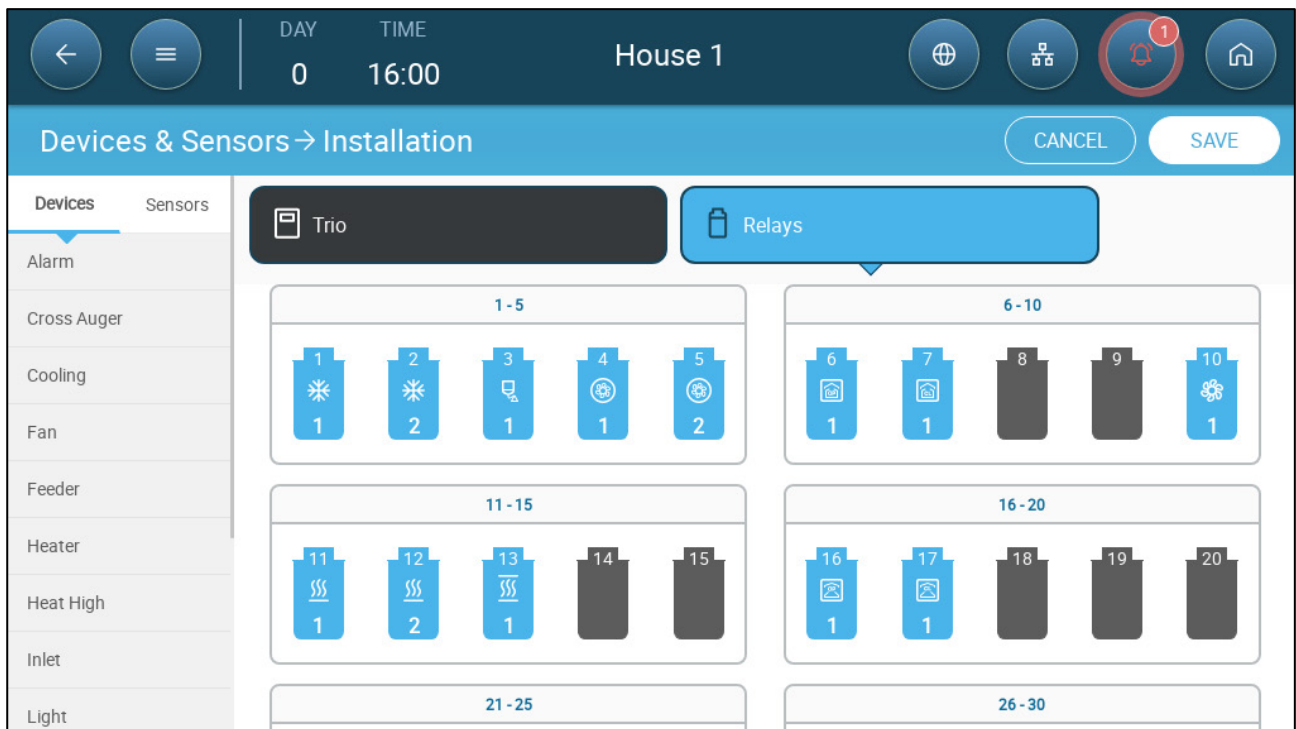 DAY TIME
0 16:00
House 1
1
Devices & Sensors → Installation
CANCEL SAVE
Devices Sensors
Alarm
Cross Auger
Cooling
Fan
Feeder
Heater
Heat High
Inlet
Light
Trio
Relays
1 - 5
1 2 3 4 5
1 2 1 1 2
6 - 10
6 7 8 9 10
1 1 1
11 - 15
11 12 13 14 15
1 2 1
16 - 20
16 17 18 19 20
1 1
21 - 25
26 - 30